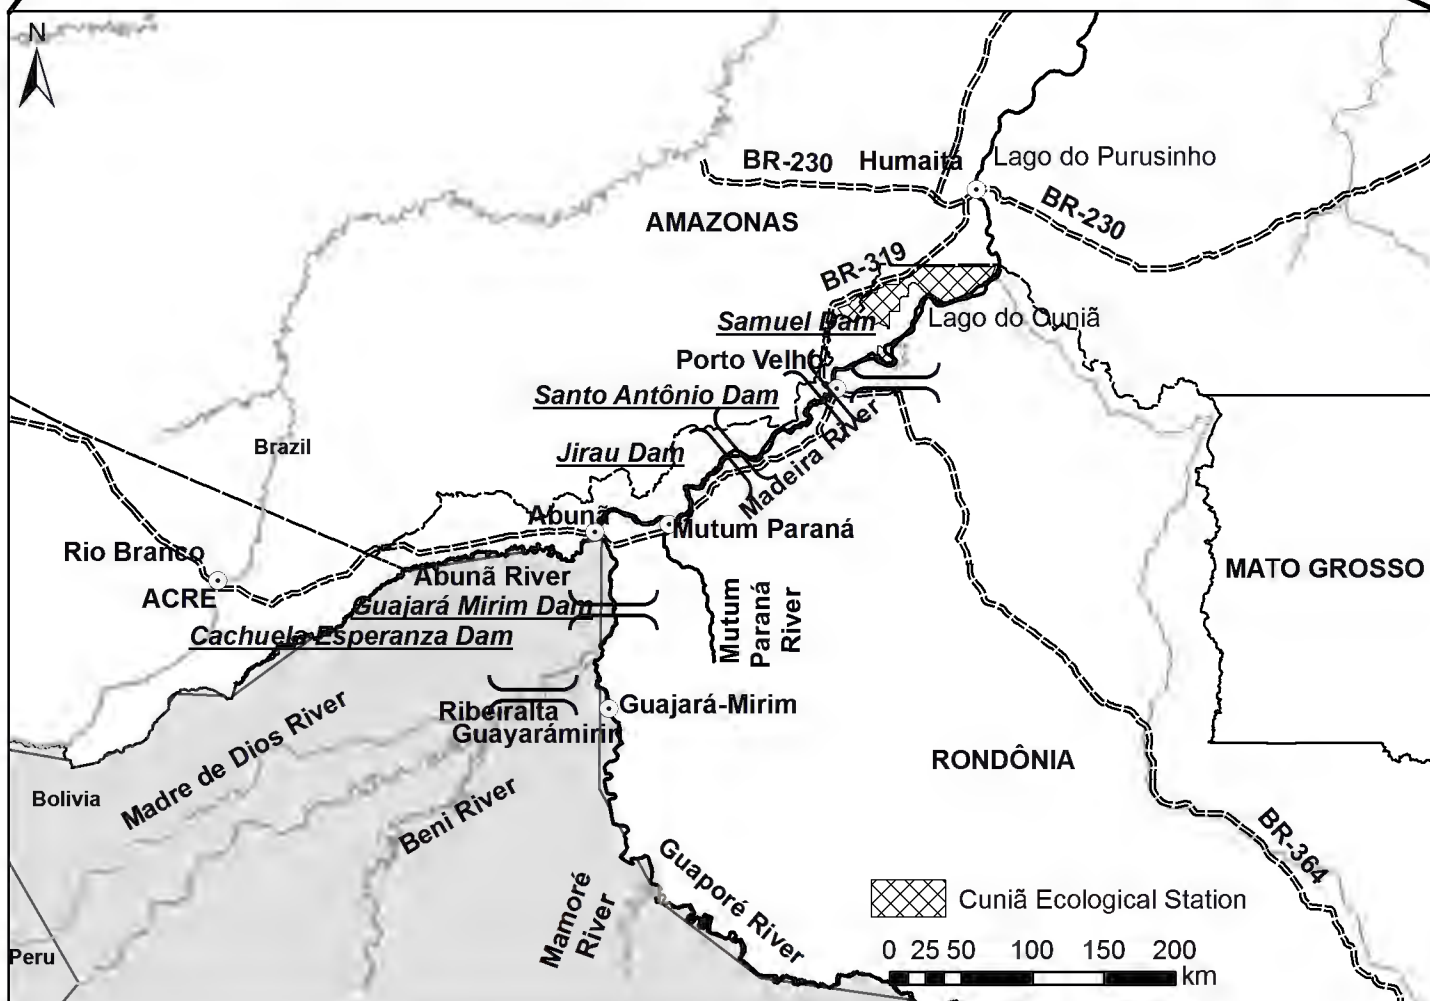 N
BR-230
Humaitá
Lago do Purusinho
BR-230
AMAZONAS
BR-319
Lago do Cuniã
Samuel Dam
Porto Velho
Santo Antônio Dam
Brazil
Jirau Dam
Madeira River
Abunã
Mutum Paraná
Rio Branco
Abunã River
MATO GROSSO
ACRE
Guajará Mirim Dam
Mutum
Paraná
River
Cachuela Esperanza Dam
Ribeiralta
Guajará-Mirim
Guayarámirin
Madre de Dios River
RONDÔNIA
Bolivia
Beni River
BR-364
Guaporé River
Mamoré
River
Cuniã Ecological Station
Peru
0 25 50 100 150 200
km